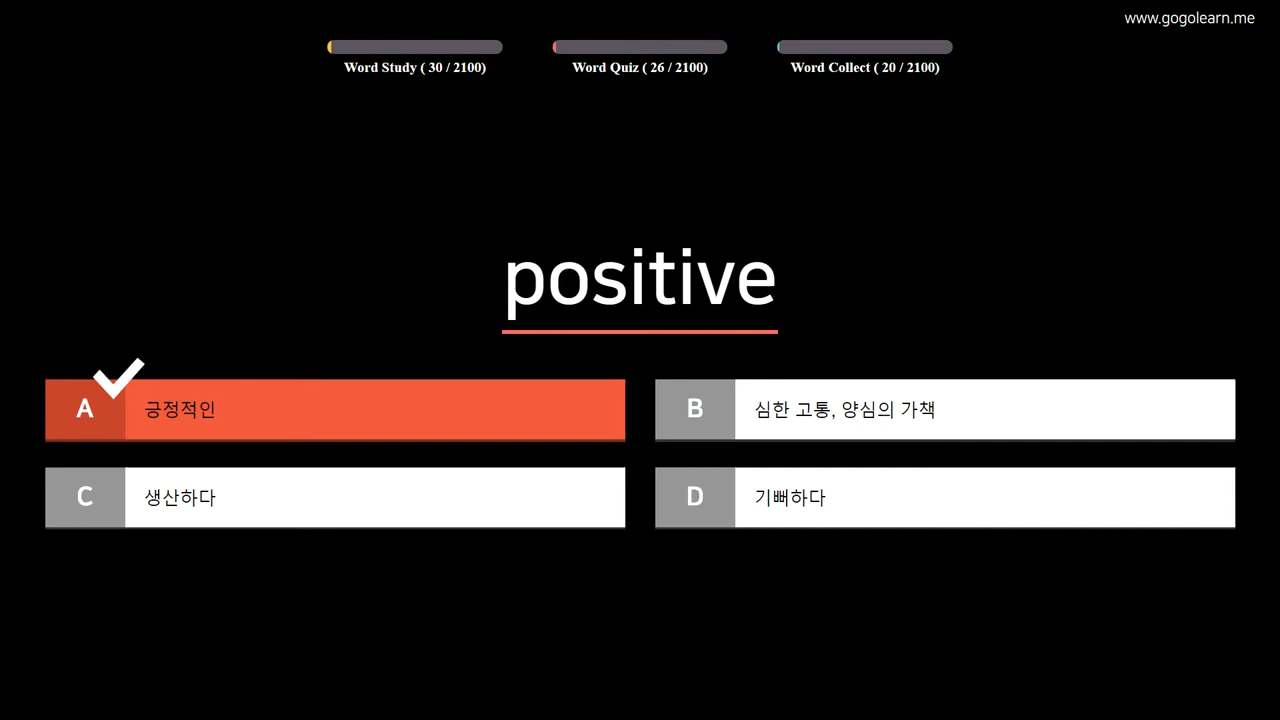 www.gogolearn.me
Word Study ( 30 / 2100)
Word Quiz ( 26 / 2100)
Word Collect ( 20 / 2100)
positive
A 긍정적인
B 심한 고통, 양심의 가책
C 생산하다
D 기뻐하다